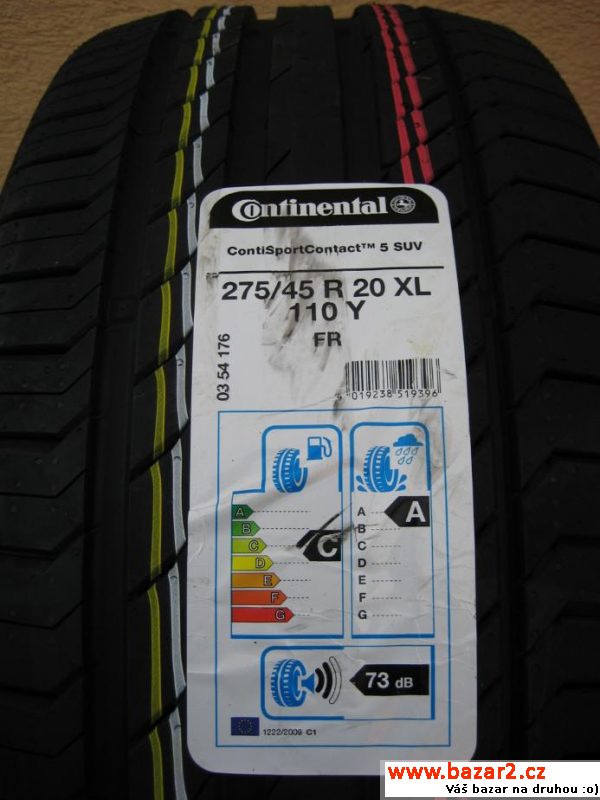 Continental
ContiSportContact™ 5 SUV
275/45 R 20 XL
110 Y
FR
03 54 176
4 019238 519396
A
B
C
D
E
F
G
C
A
B
C
D
E
F
G
A
73 dB
1222/2009 C1
www.bazar2.cz
Váš bazar na druhou :o)